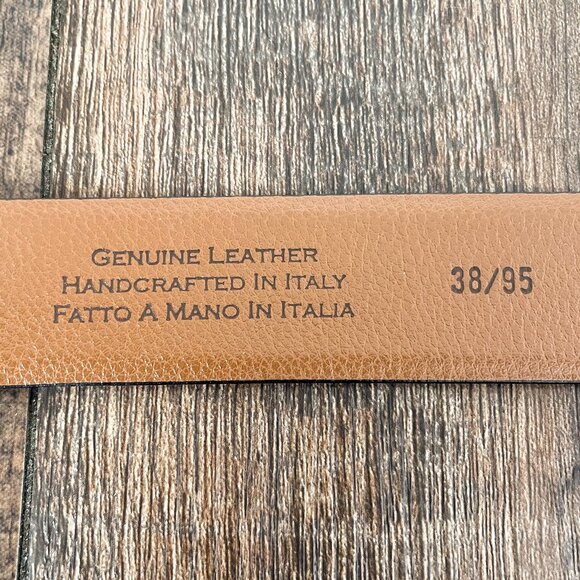 GENUINE LEATHER
HANDCRAFTED IN ITALY
FATTO A MANO IN ITALIA
38/95